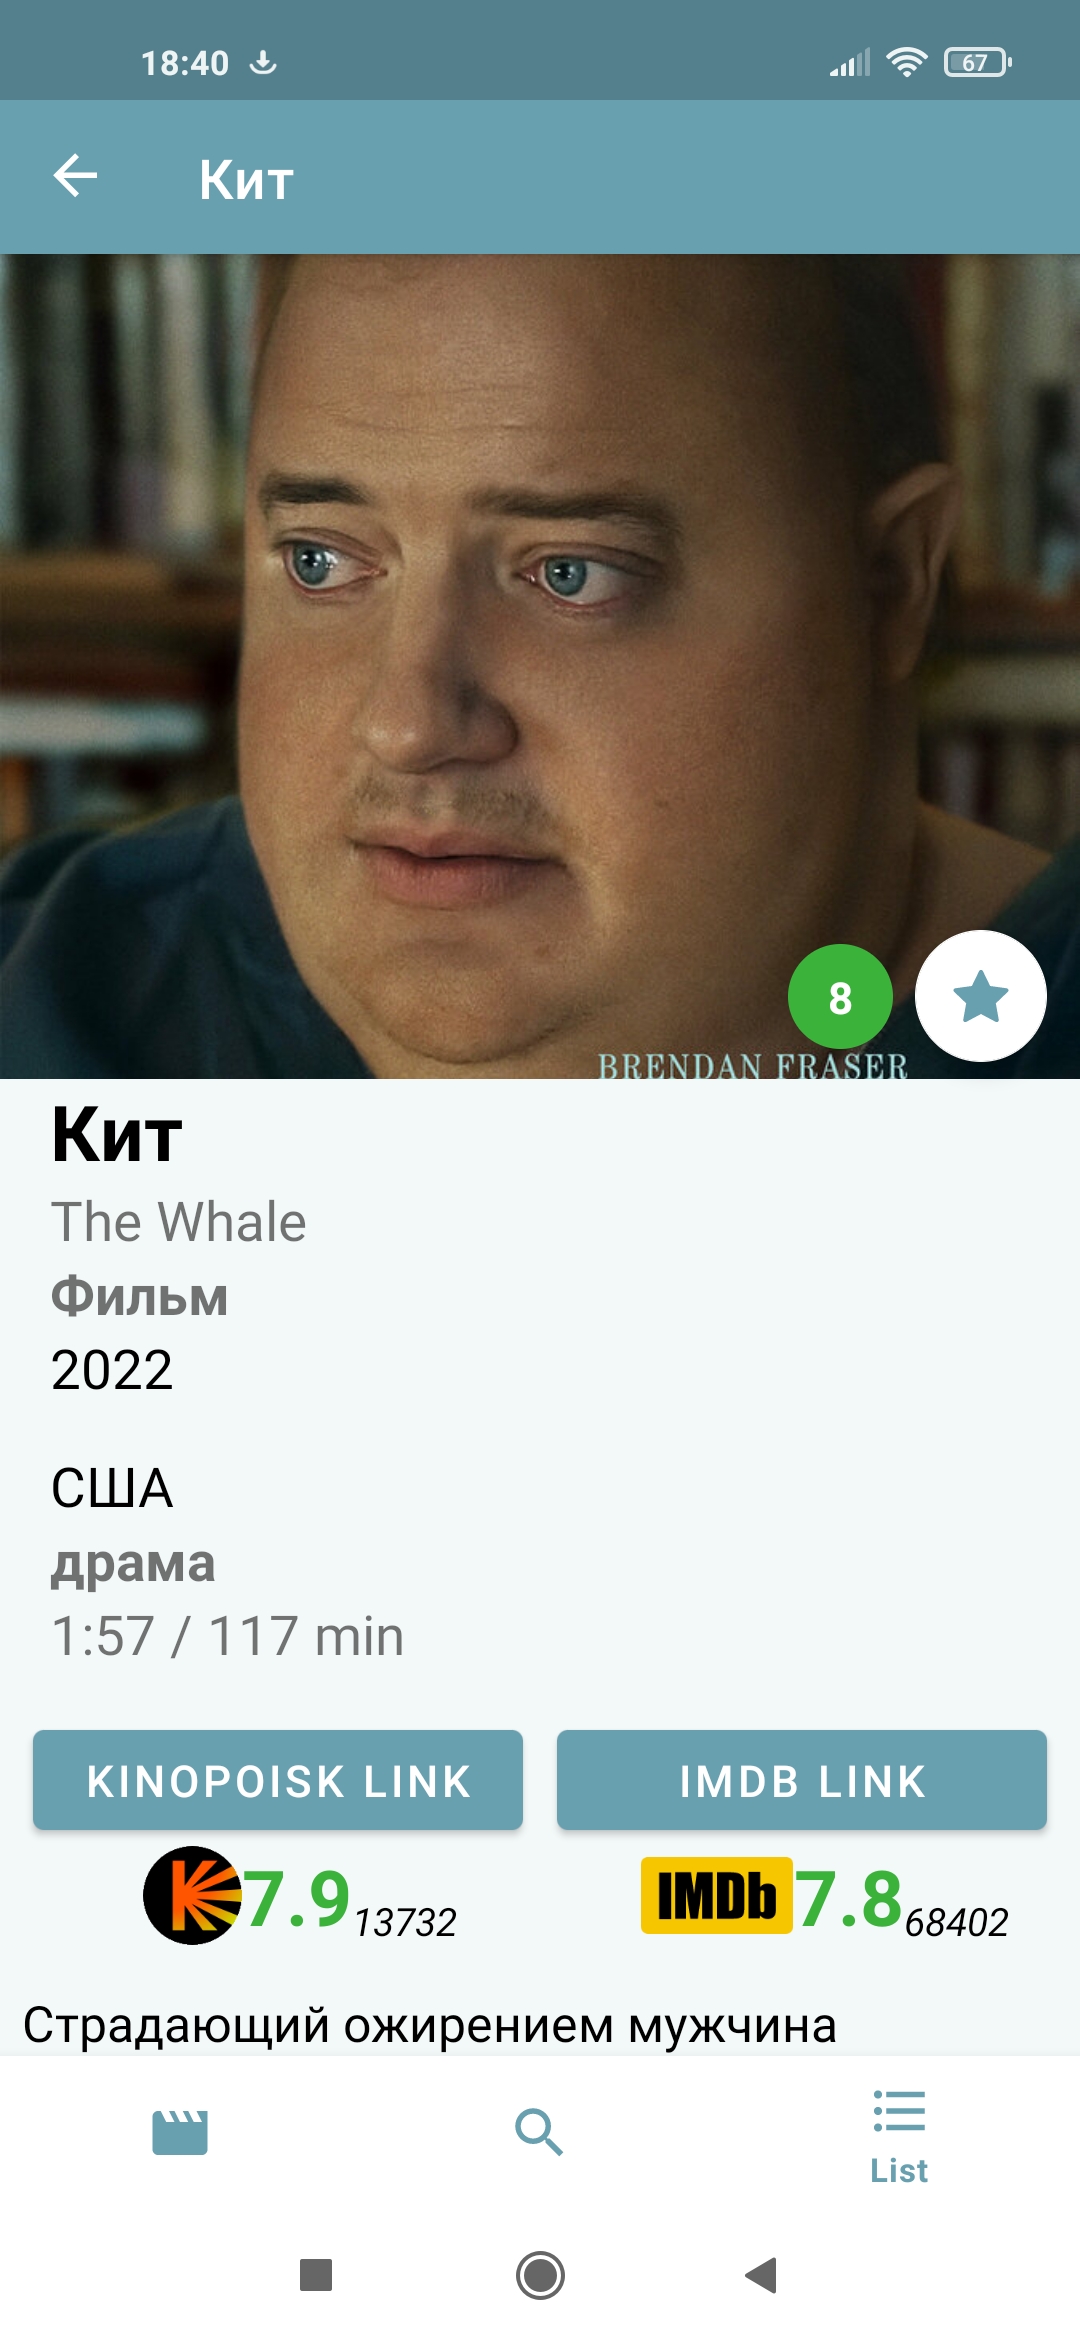 18:40
67
Кит
8
BRENDAN FRASER
Кит
The Whale
Фильм
2022
США
драма
1:57 / 117 min
KINOPOISK LINK
IMDB LINK
K 7.9 13732
IMDb 7.8 68402
Страдающий ожирением мужчина
List